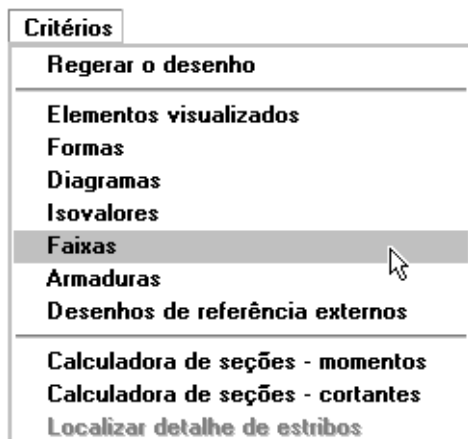 Critérios
Regerar o desenho
Elementos visualizados
Formas
Diagramas
Isovalores
Faixas
Armaduras
Desenhos de referência externos
Calculadora de seções - momentos
Calculadora de seções - cortantes
Localizar detalhe de estribos